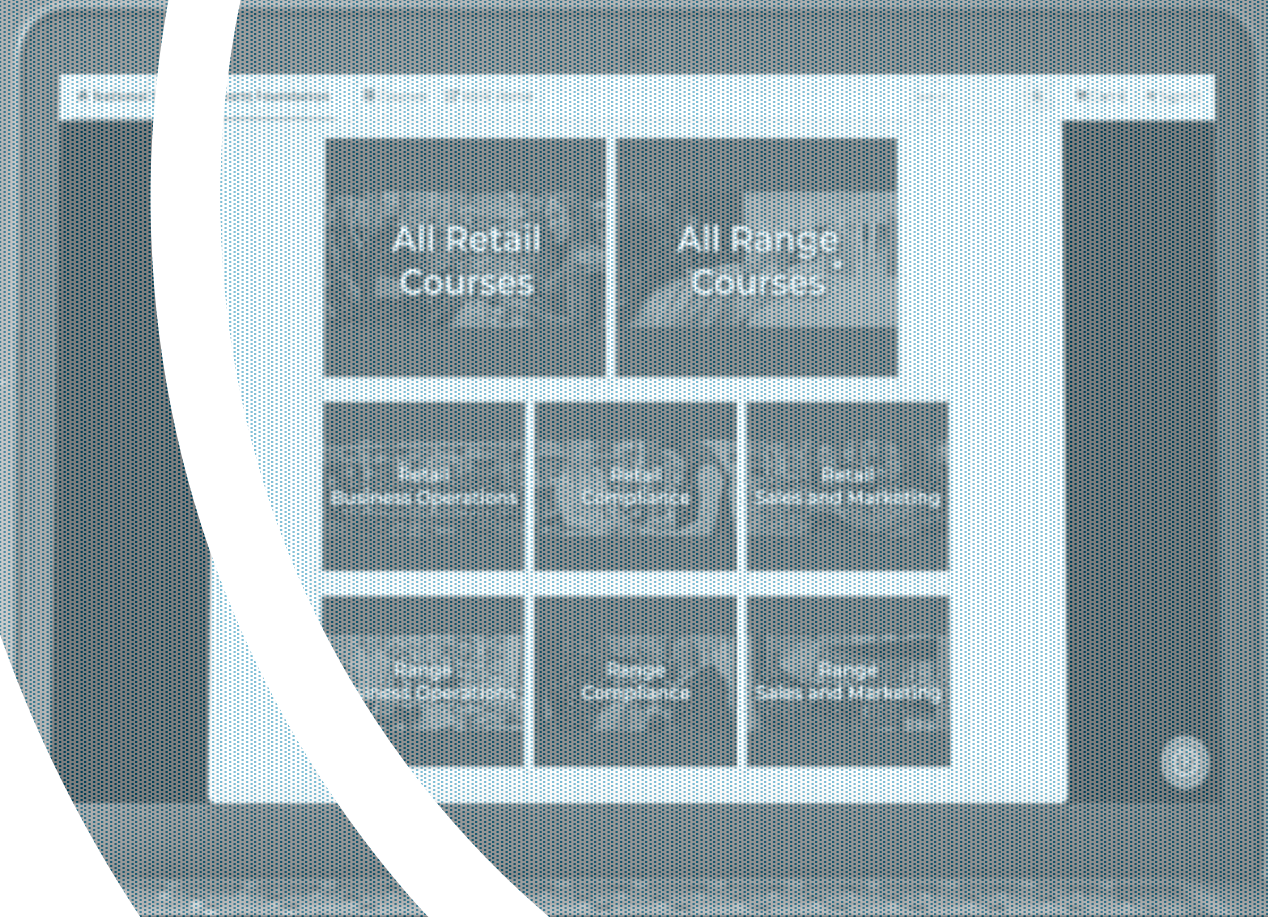 All Retail
Courses
All Range
Courses
Retail
Business Operations
Retail
Compliance
Retail
Sales and Marketing
Range
ness Operations
Range
Compliance
Range
Sales and Marketing